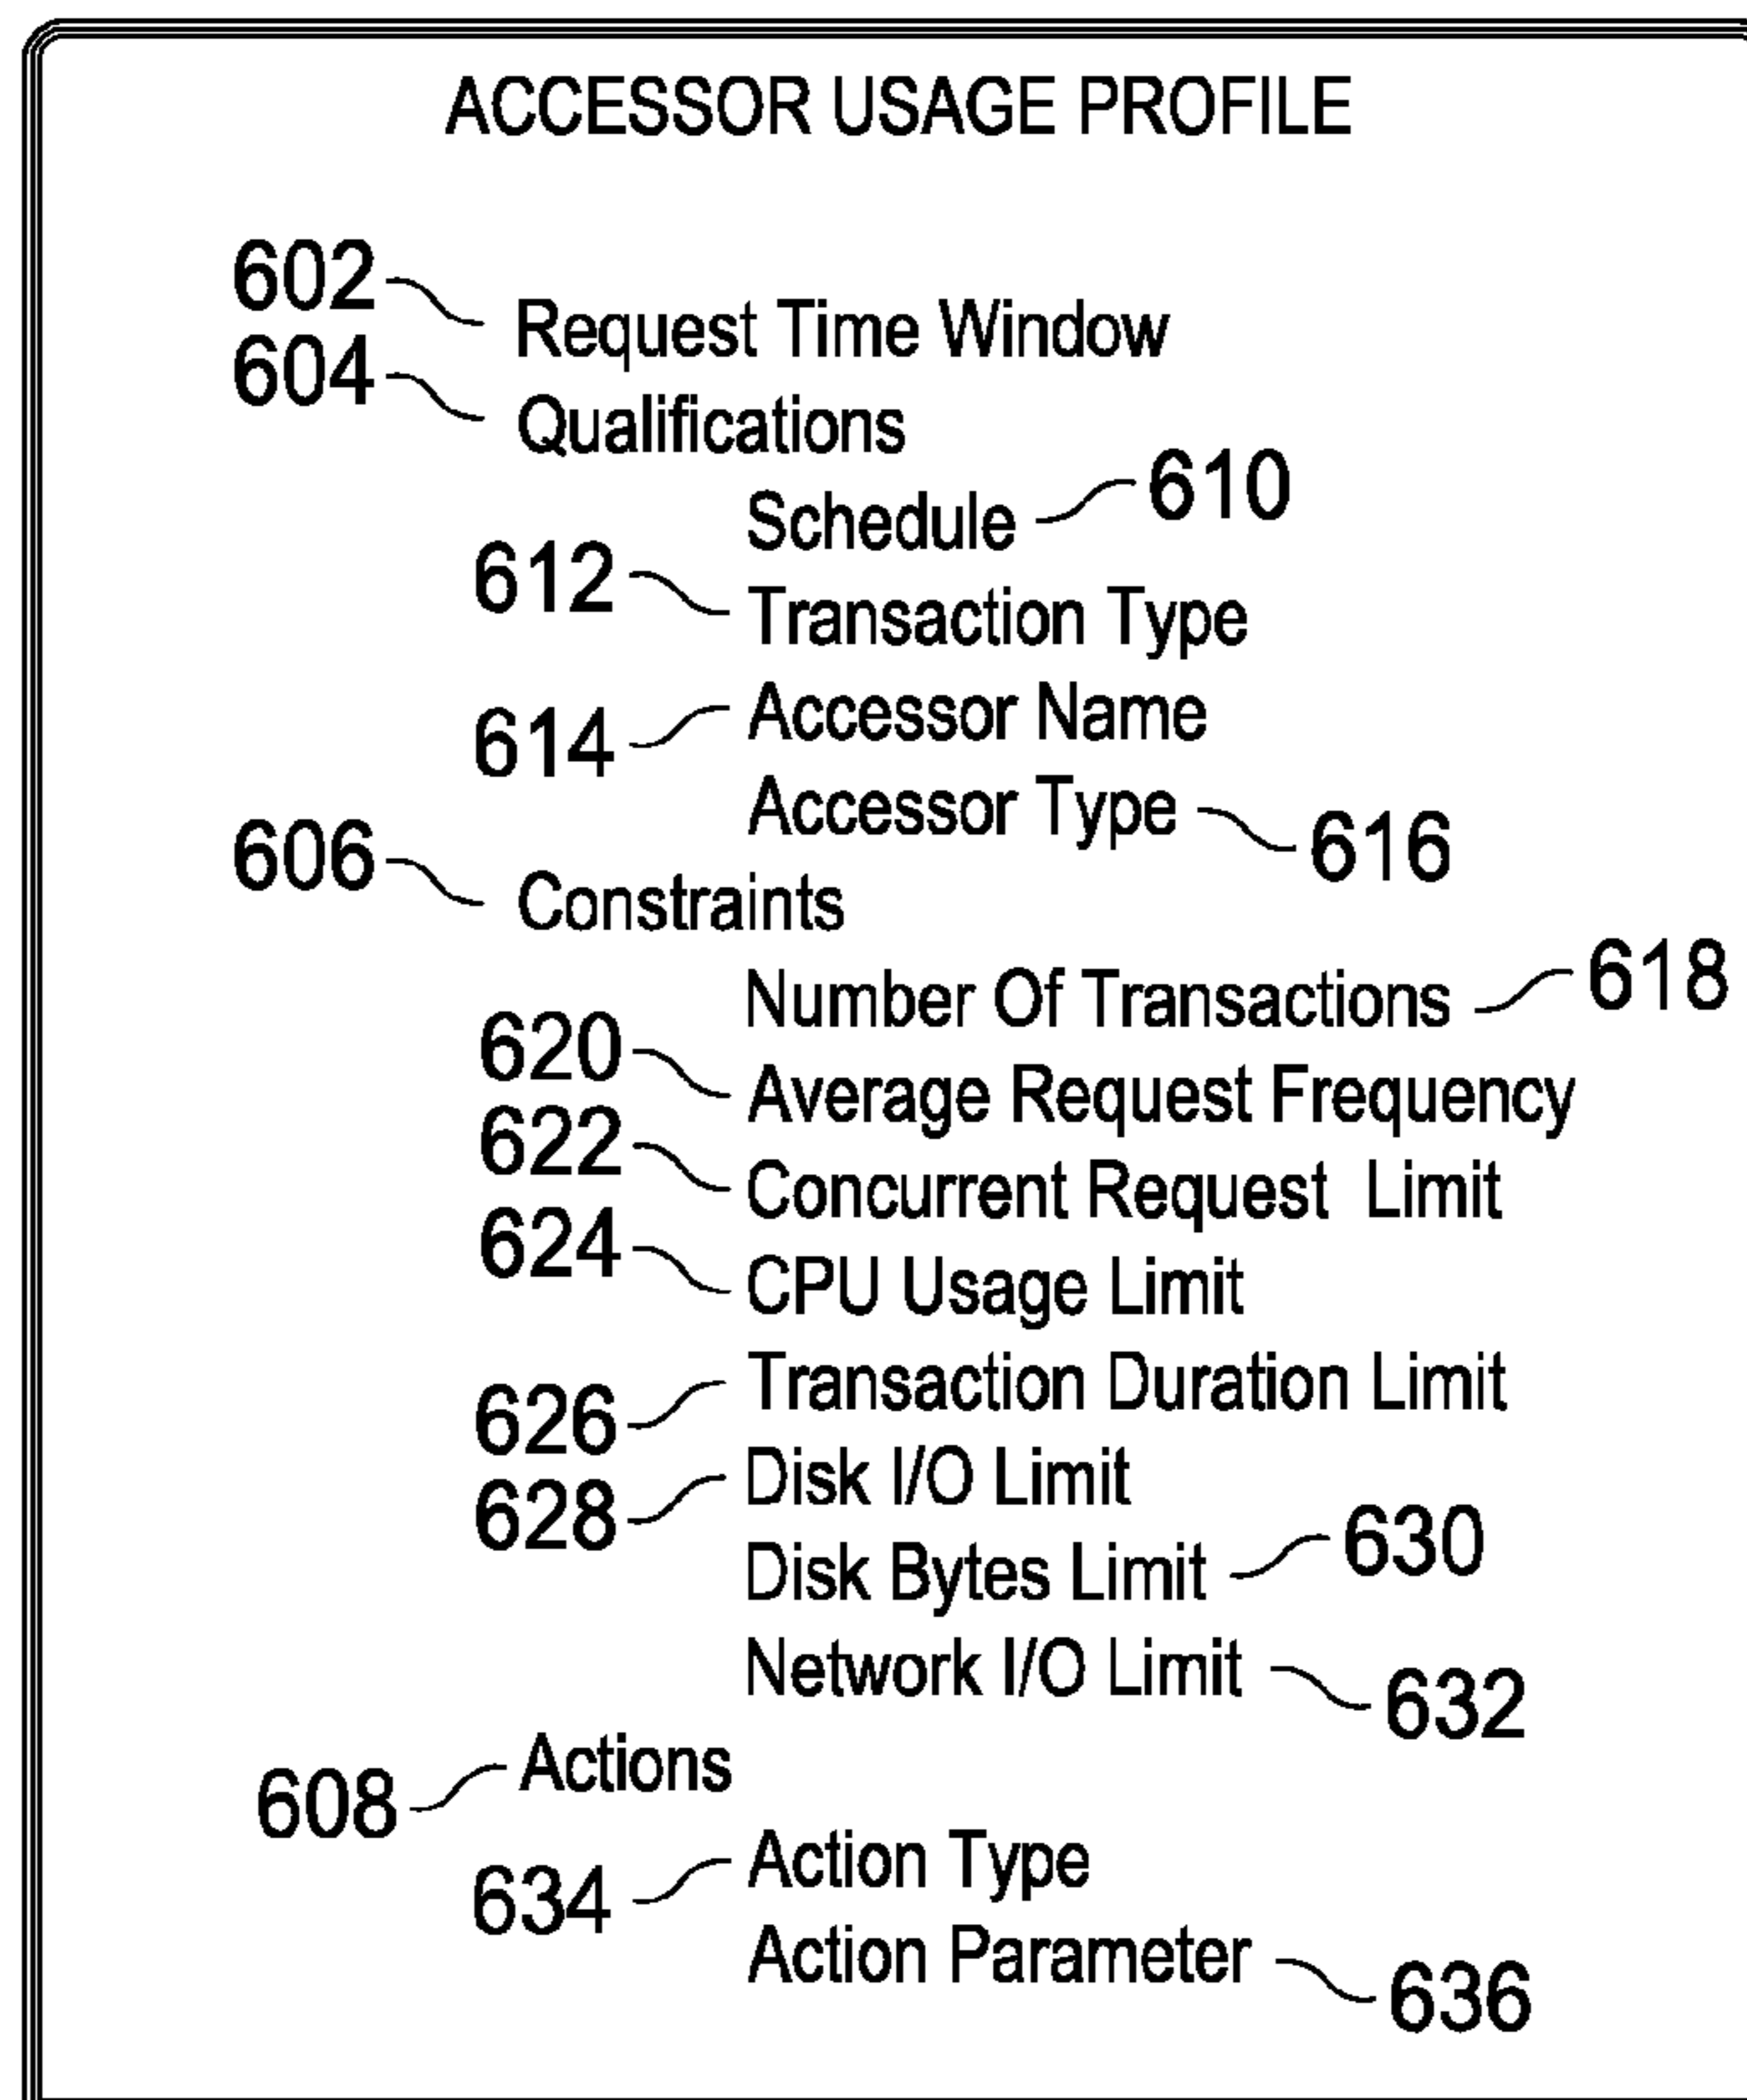 ACCESSOR USAGE PROFILE
602 Request Time Window
604 Qualifications
Schedule 610
612 Transaction Type
614 Accessor Name
Accessor Type 616
606 Constraints
Number Of Transactions 618
620 Average Request Frequency
622 Concurrent Request Limit
624 CPU Usage Limit
626 Transaction Duration Limit
628 Disk I/O Limit
Disk Bytes Limit 630
Network I/O Limit 632
608 Actions
634 Action Type
Action Parameter 636